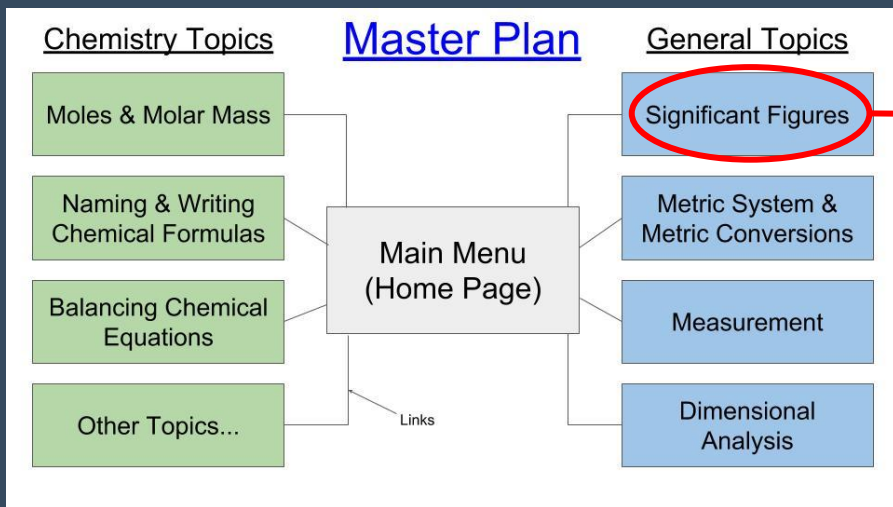 Chemistry Topics
Master Plan
General Topics
Moles & Molar Mass
Significant Figures
Naming & Writing
Chemical Formulas
Metric System &
Metric Conversions
Main Menu
(Home Page)
Balancing Chemical
Equations
Measurement
Other Topics...
Links
Dimensional
Analysis